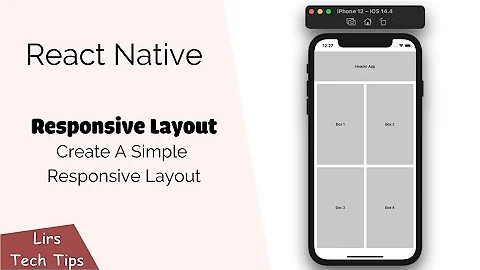 React Native
Responsive Layout
Create A Simple
Responsive Layout
Lirs
Tech Tips
iPhone 12 – iOS 14.4
12:27
Header App
Box 1
Box 2
Box 3
Box 4